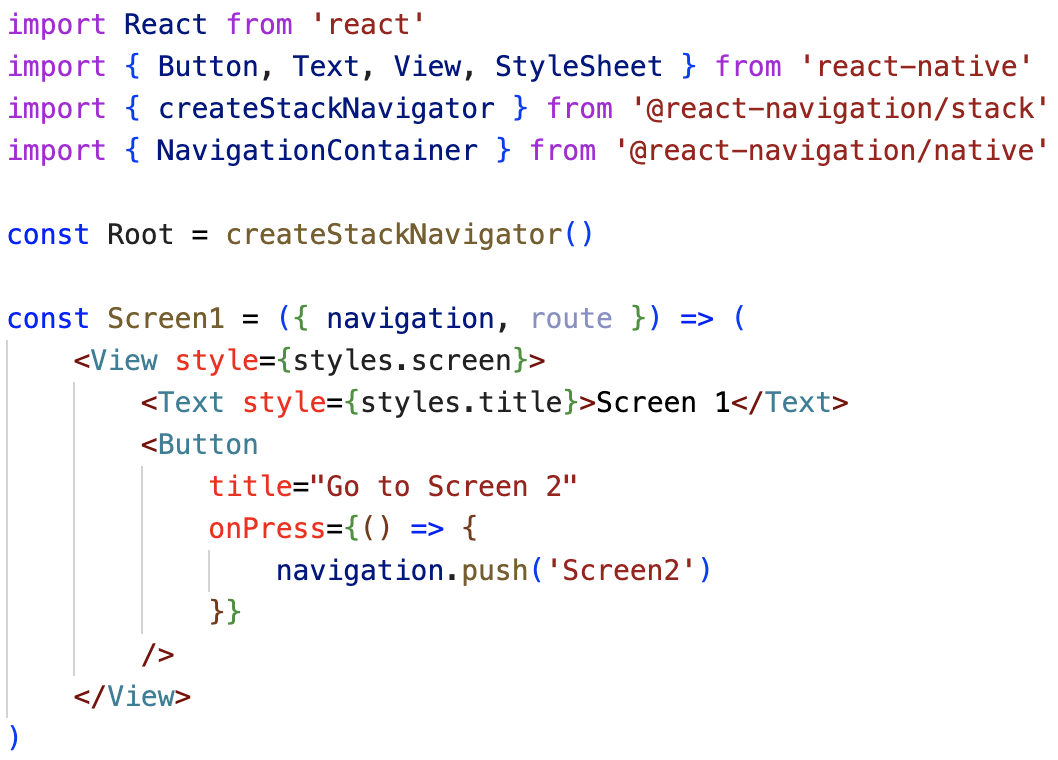 import React from 'react'
import { Button, Text, View, StyleSheet } from 'react-native'
import { createStackNavigator } from '@react-navigation/stack'
import { NavigationContainer } from '@react-navigation/native'

const Root = createStackNavigator()

const Screen1 = ({ navigation, route }) => (
    <View style={styles.screen}>
        <Text style={styles.title}>Screen 1</Text>
        <Button
            title="Go to Screen 2"
            onPress={() => {
                navigation.push('Screen2')
            }}
        />
    </View>
)